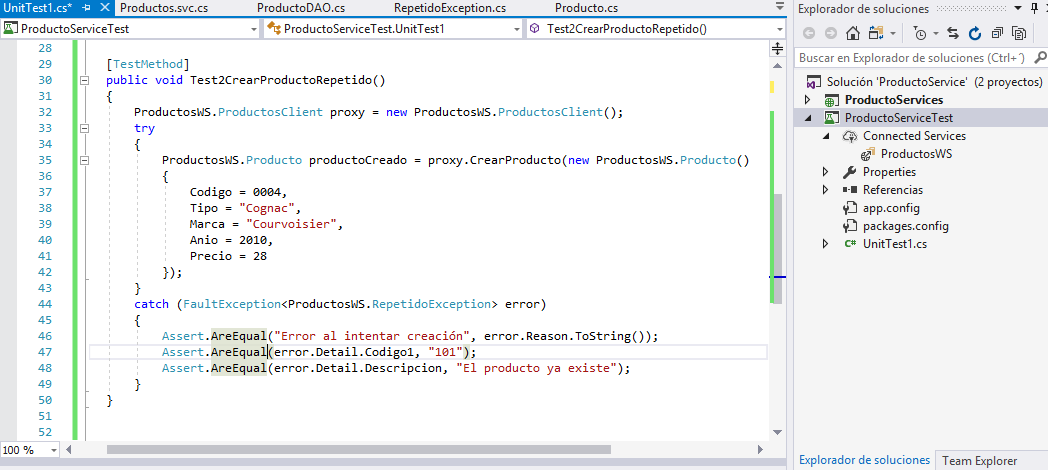 UnitTest1.cs*
Productos.svc.cs
ProductoDAO.cs
RepetidoException.cs
Producto.cs
ProductoServiceTest
ProductoServiceTest.UnitTest1
Test2CrearProductoRepetido()
28
29 [TestMethod]
30 public void Test2CrearProductoRepetido()
31 {
32 ProductosWS.ProductosClient proxy = new ProductosWS.ProductosClient();
33 try
34 {
35 ProductosWS.Producto productoCreado = proxy.CrearProducto(new ProductosWS.Producto()
36 {
37 Codigo = 0004,
38 Tipo = "Cognac",
39 Marca = "Courvoisier",
40 Anio = 2010,
41 Precio = 28
42 });
43 }
44 catch (FaultException<ProductosWS.RepetidoException> error)
45 {
46 Assert.AreEqual("Error al intentar creación", error.Reason.ToString());
47 Assert.AreEqual(error.Detail.Codigo1, "101");
48 Assert.AreEqual(error.Detail.Descripcion, "El producto ya existe");
49 }
50 }
51
52
100 %
Explorador de soluciones
Buscar en Explorador de soluciones (Ctrl+´)
Solución 'ProductoService' (2 proyectos)
ProductoServices
ProductoServiceTest
Connected Services
ProductosWS
Properties
Referencias
app.config
packages.config
C# UnitTest1.cs
Explorador de soluciones
Team Explorer